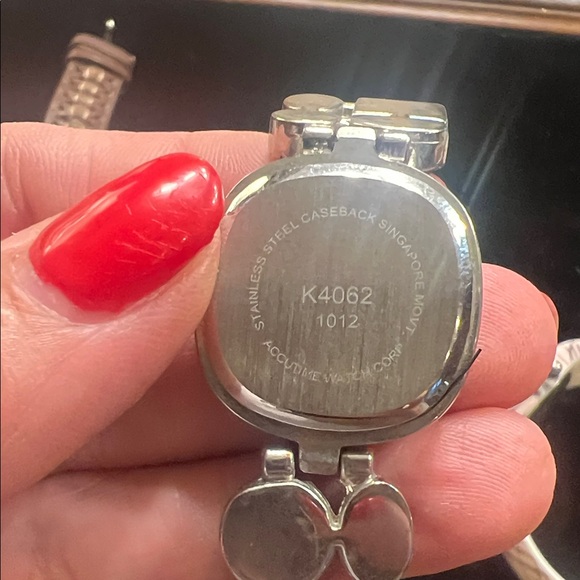 STAINLESS STEEL CASEBACK SINGAPORE MOVT.
K4062
1012
ACCUTIME WATCH CORP.